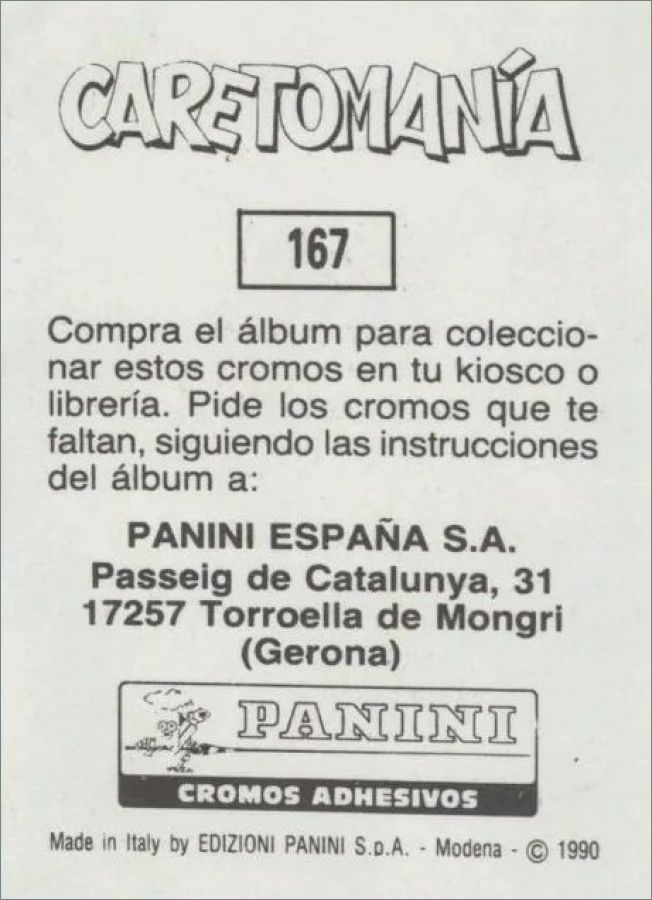 CARETOMANÍA
167
Compra el álbum para coleccio-
nar estos cromos en tu kiosco o
librería. Pide los cromos que te
faltan, siguiendo las instrucciones
del álbum a:
PANINI ESPAÑA S.A.
Passeig de Catalunya, 31
17257 Torroella de Mongri
(Gerona)
PANINI
CROMOS ADHESIVOS
Made in Italy by EDIZIONI PANINI S.p.A. - Modena - © 1990